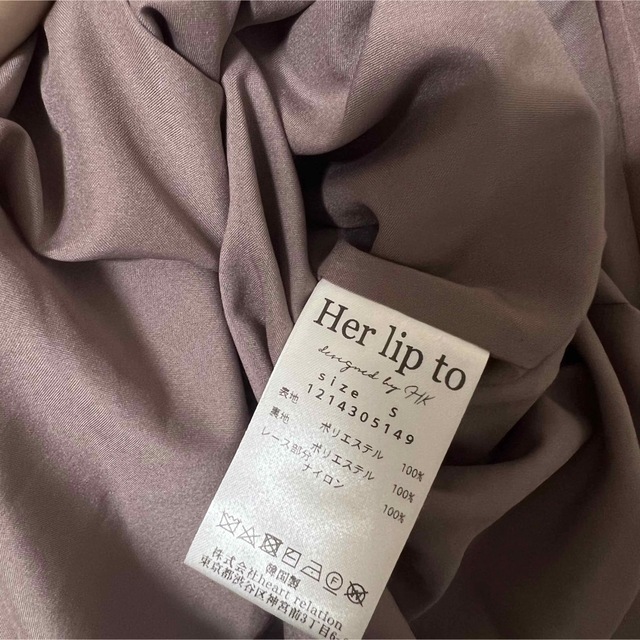 Her lip to
designed by HK
size S
1214305149
表地 ポリエステル 100%
裏地 ポリエステル 100%
レース部分 ナイロン 100%
韓国製
株式会社heart relation
東京都渋谷区神宮前3丁目6-